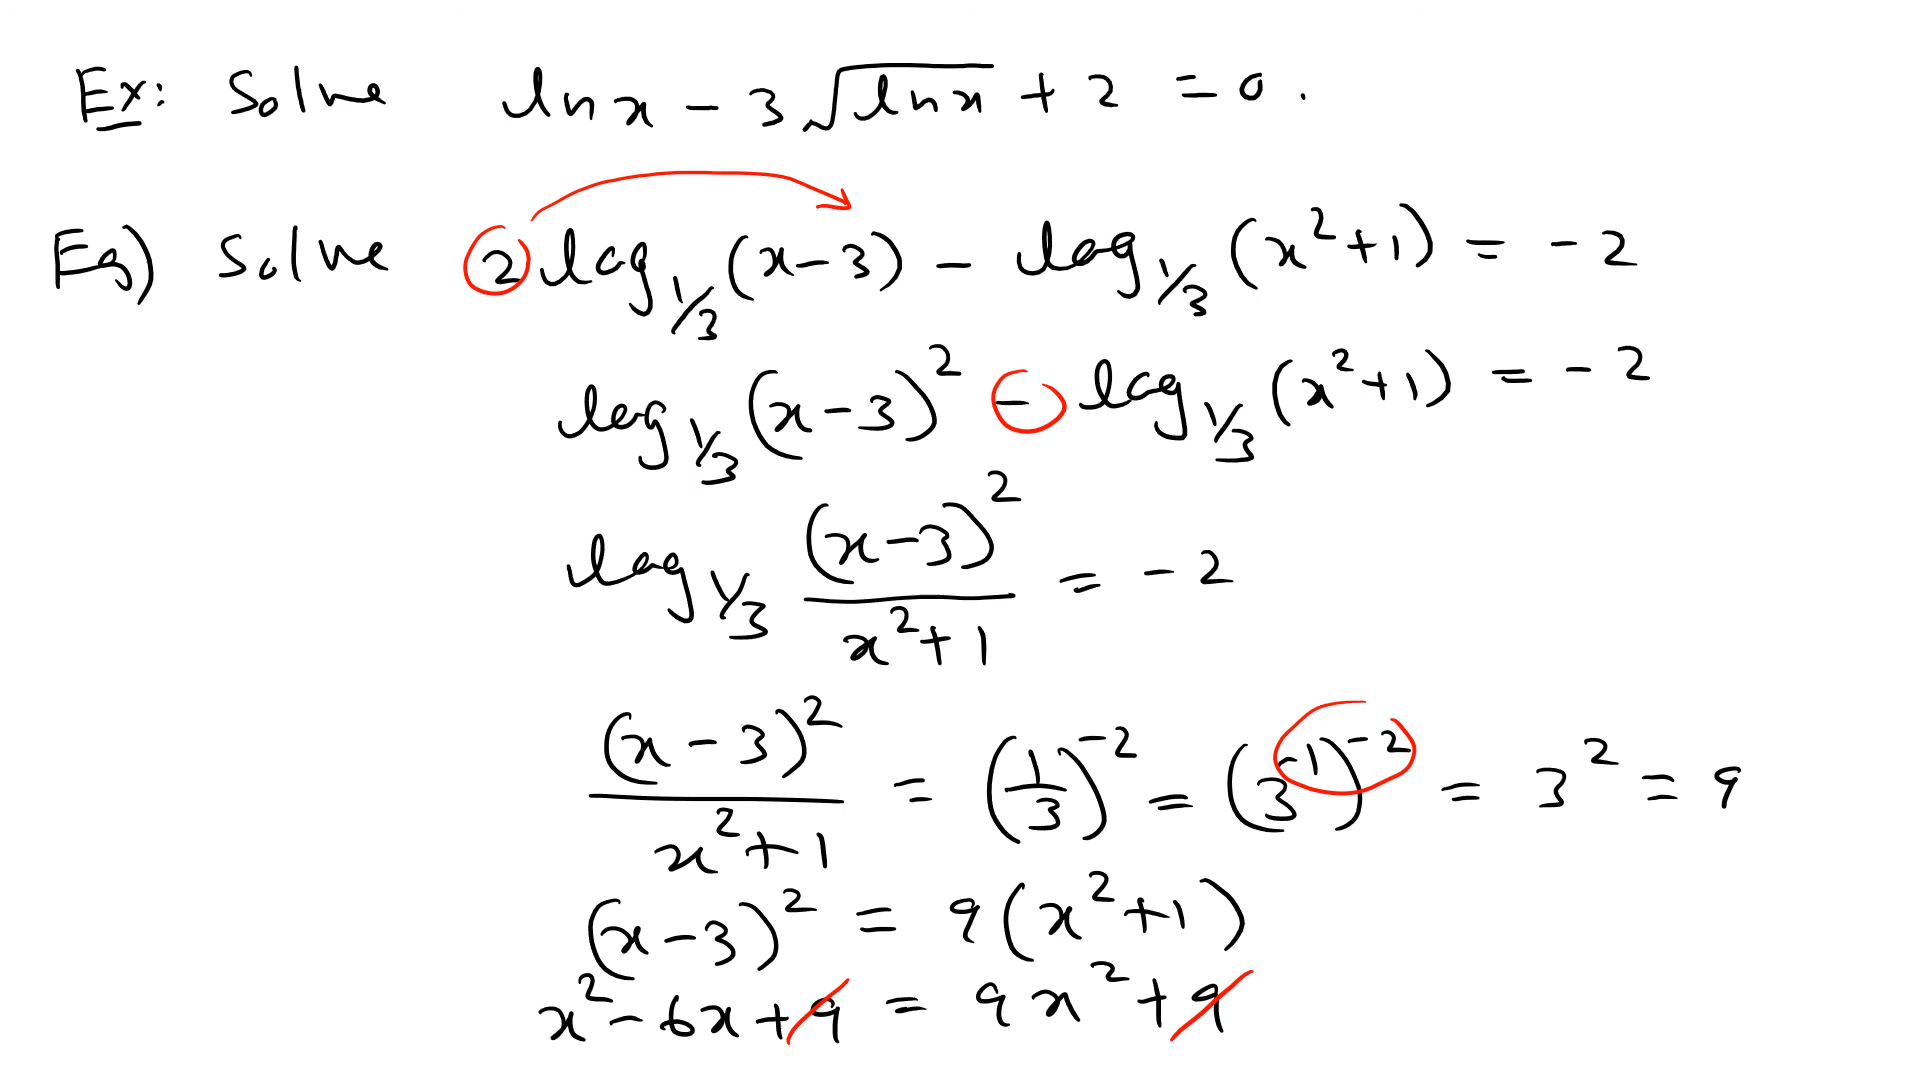 Ex: Solve ln x - 3√(ln x) + 2 = 0.
Eg) Solve 2 log_{1/3} (x-3) - log_{1/3} (x²+1) = -2
log_{1/3} (x-3)² - log_{1/3} (x²+1) = -2
log_{1/3} (x-3)²/(x²+1) = -2
(x-3)²/(x²+1) = (1/3)⁻² = (3⁻¹)⁻² = 3² = 9
(x-3)² = 9(x²+1)
x² - 6x + 9 = 9x² + 9